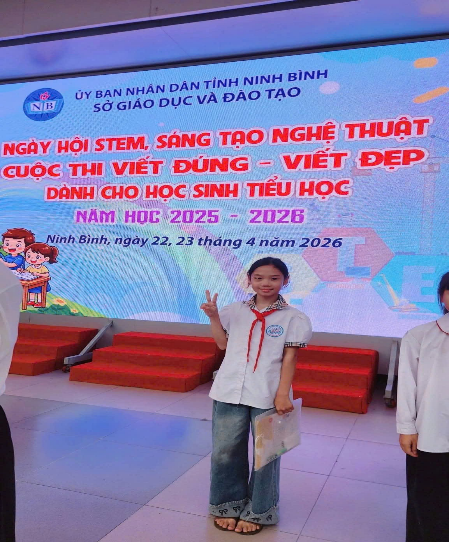 ỦY BAN NHÂN DÂN TỈNH NINH BÌNH
SỞ GIÁO DỤC VÀ ĐÀO TẠO
NB
NGÀY HỘI STEM, SÁNG TẠO NGHỆ THUẬT
CUỘC THI VIẾT ĐÚNG - VIẾT ĐẸP
DÀNH CHO HỌC SINH TIỂU HỌC
NĂM HỌC 2025 - 2026
Ninh Bình, ngày 22, 23 tháng 4 năm 2026
L E